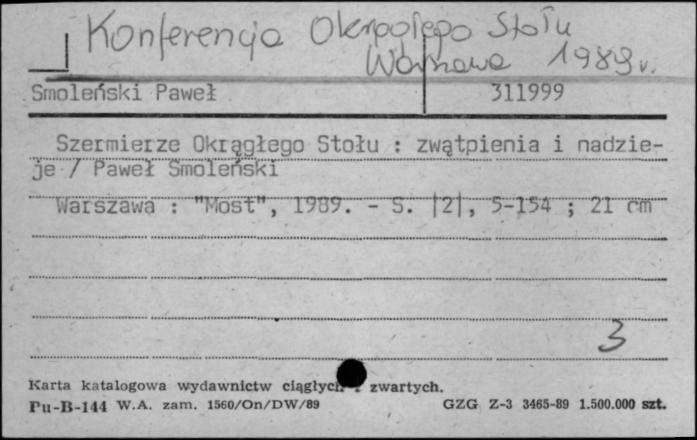 Konferencja Okrągłego Stołu
Warszawa 1989 r.
Smoleński Paweł 311999
Szermierze Okrągłego Stołu : zwątpienia i nadzie-
je / Paweł Smoleński
Warszawa : "Most", 1989. - S. |2|, 5-154 ; 21 cm
3
Karta katalogowa wydawnictw ciągłych i zwartych.
Pu-B-144 W.A. zam. 1560/On/DW/89 GZG Z-3 3465-89 1.500.000 szt.